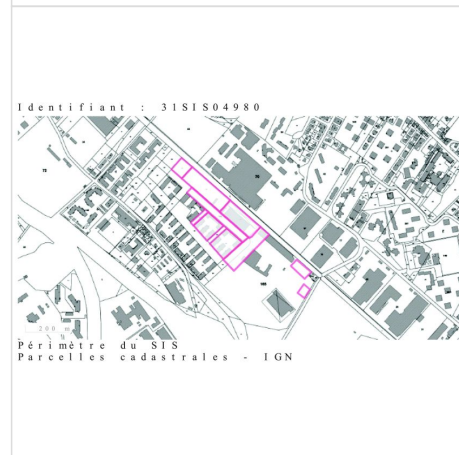 Identifiant : 31SIS04980
200 m
Périmètre du SIS
Parcelles cadastrales - IGN